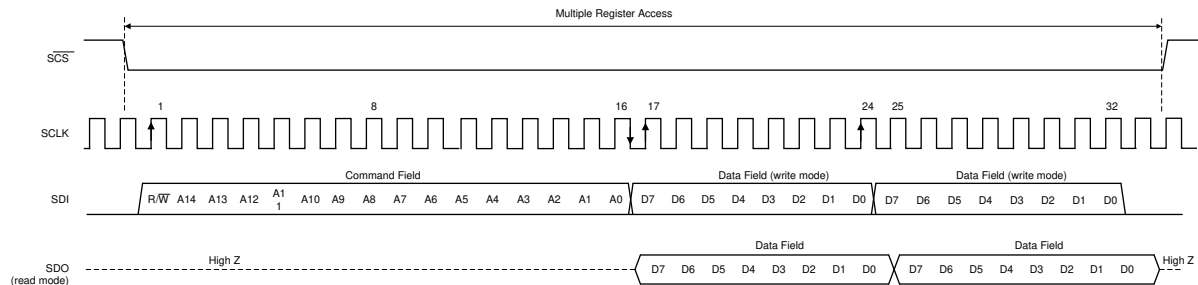 Multiple Register Access
SCS
1 8 16 17 24 25 32
SCLK
Command Field Data Field (write mode) Data Field (write mode)
SDI R/W A14 A13 A12 A11 A10 A9 A8 A7 A6 A5 A4 A3 A2 A1 A0 D7 D6 D5 D4 D3 D2 D1 D0 D7 D6 D5 D4 D3 D2 D1 D0
Data Field Data Field
High Z High Z
SDO D7 D6 D5 D4 D3 D2 D1 D0 D7 D6 D5 D4 D3 D2 D1 D0
(read mode)